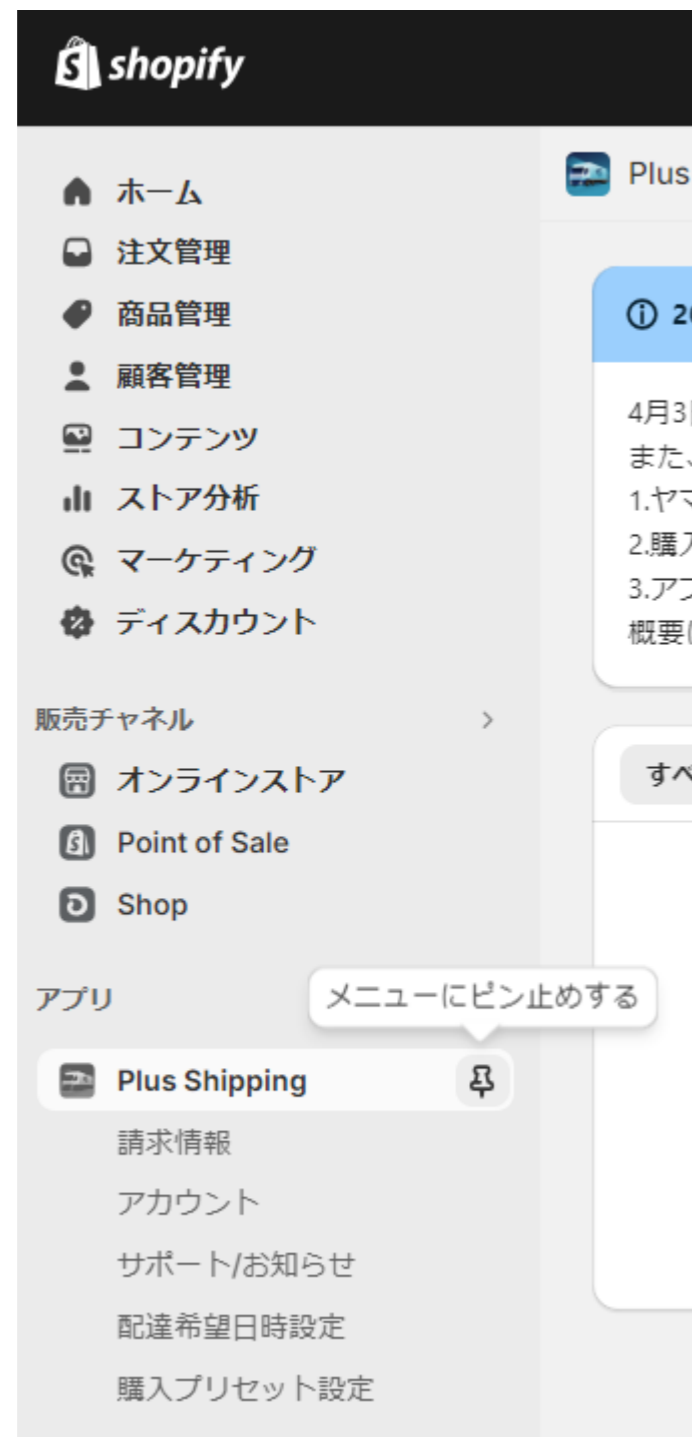 shopify
ホーム
注文管理
商品管理
顧客管理
コンテンツ
ストア分析
マーケティング
ディスカウント
販売チャネル
オンラインストア
Point of Sale
Shop
アプリ
メニューにピン止めする
Plus Shipping
請求情報
アカウント
サポート/お知らせ
配達希望日時設定
購入プリセット設定
Plus
4月3
また、
1.ヤマ
2.購入
3.アプ
概要
すべ